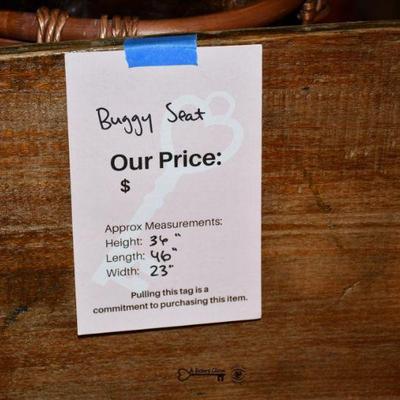 Buggy Seat
Our Price:
$
Approx Measurements:
Height: 36"
Length: 46"
Width: 23"
Pulling this tag is a
commitment to purchasing this item.